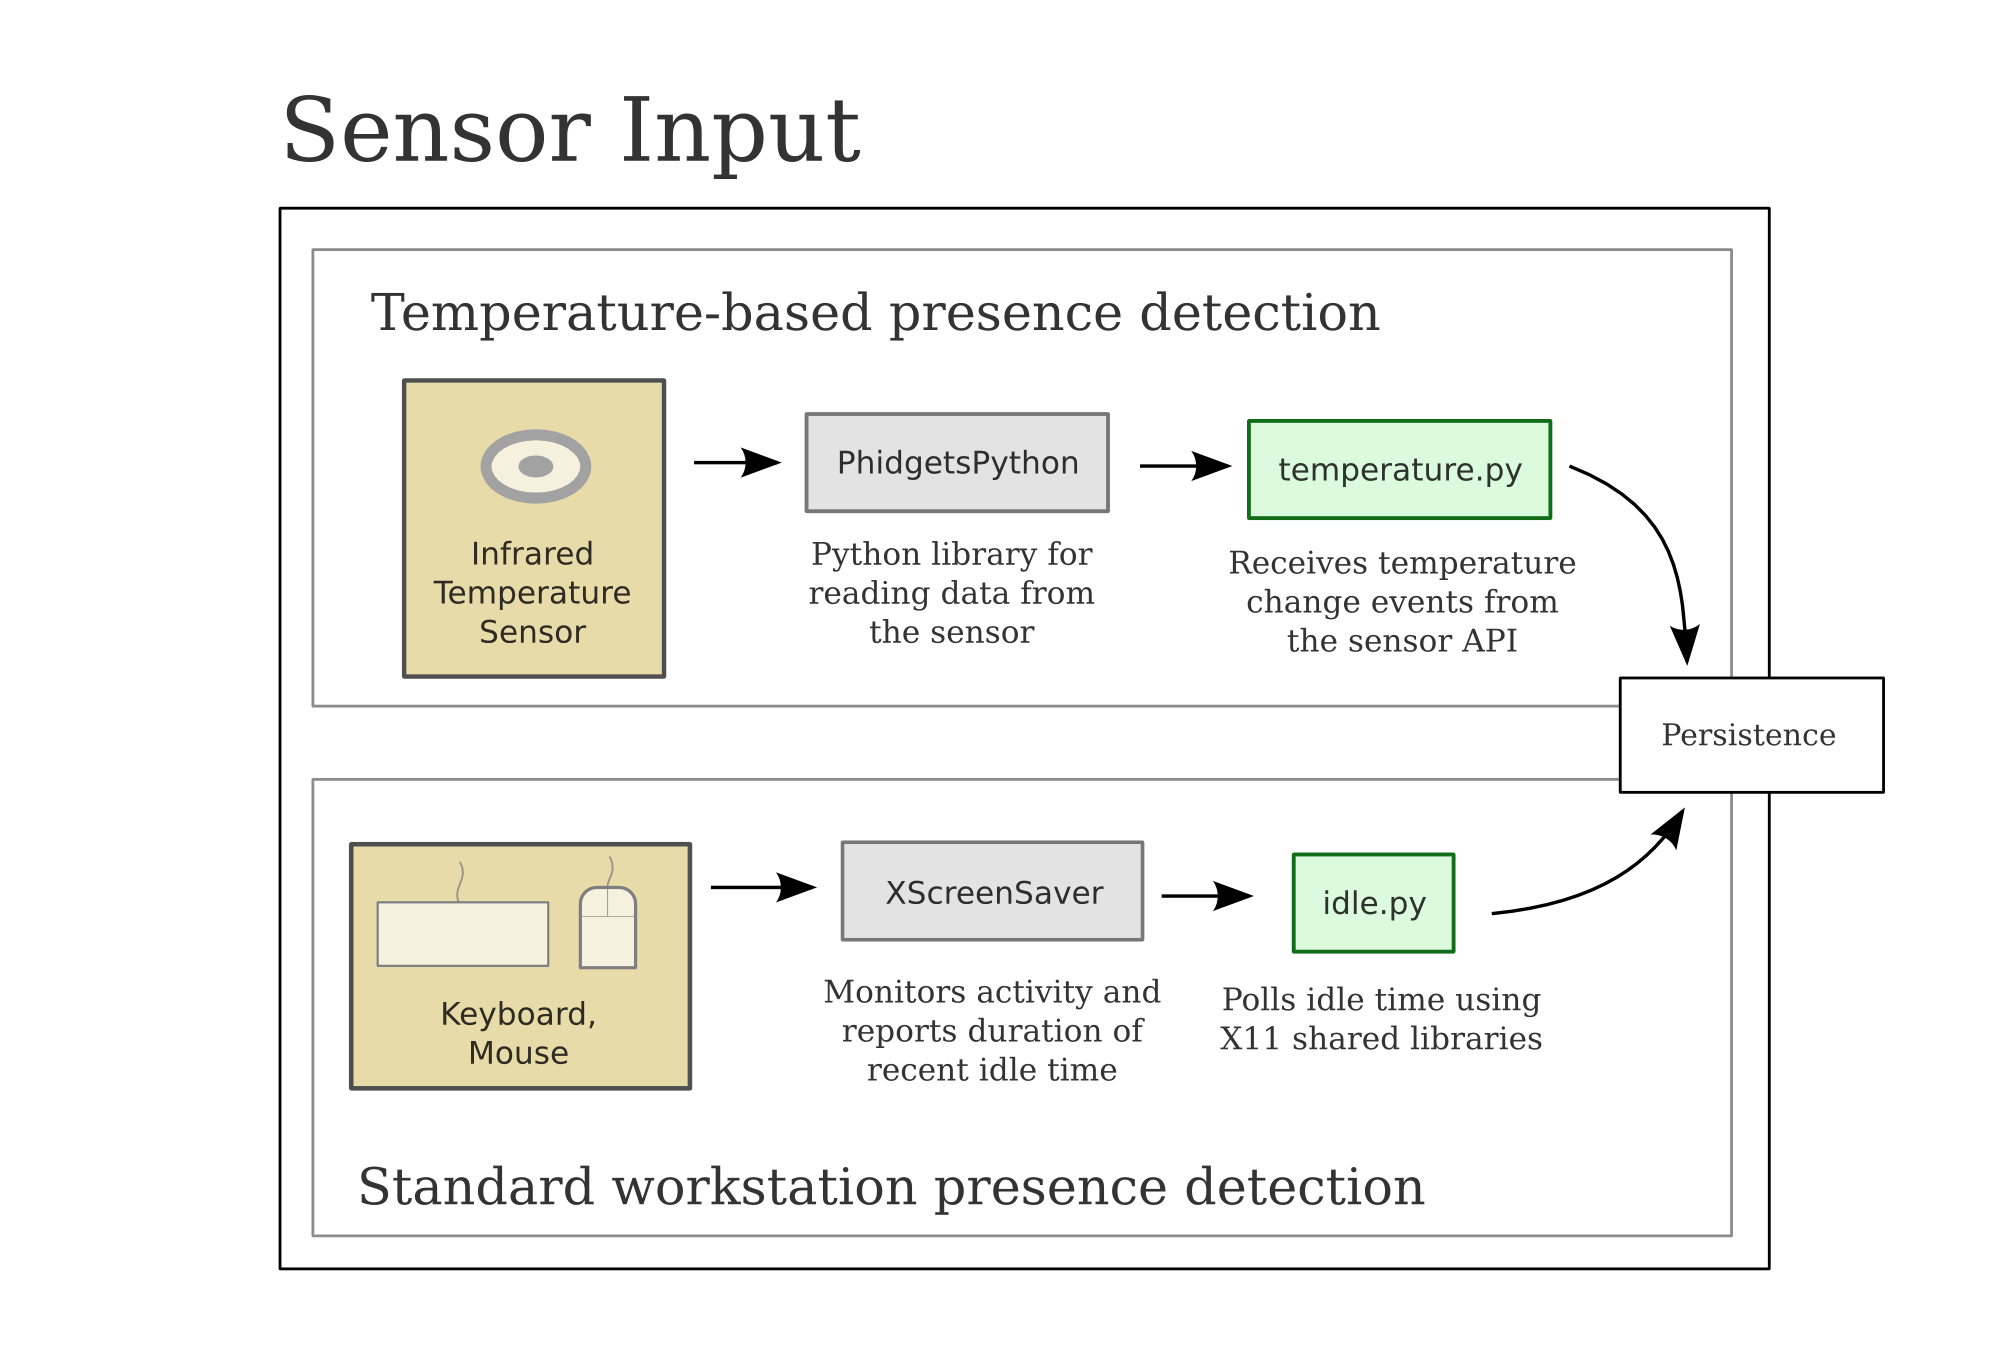 Sensor Input
Temperature-based presence detection
Infrared
Temperature
Sensor
PhidgetsPython
Python library for
reading data from
the sensor
temperature.py
Receives temperature
change events from
the sensor API
Persistence
Keyboard,
Mouse
XScreenSaver
Monitors activity and
reports duration of
recent idle time
idle.py
Polls idle time using
X11 shared libraries
Standard workstation presence detection